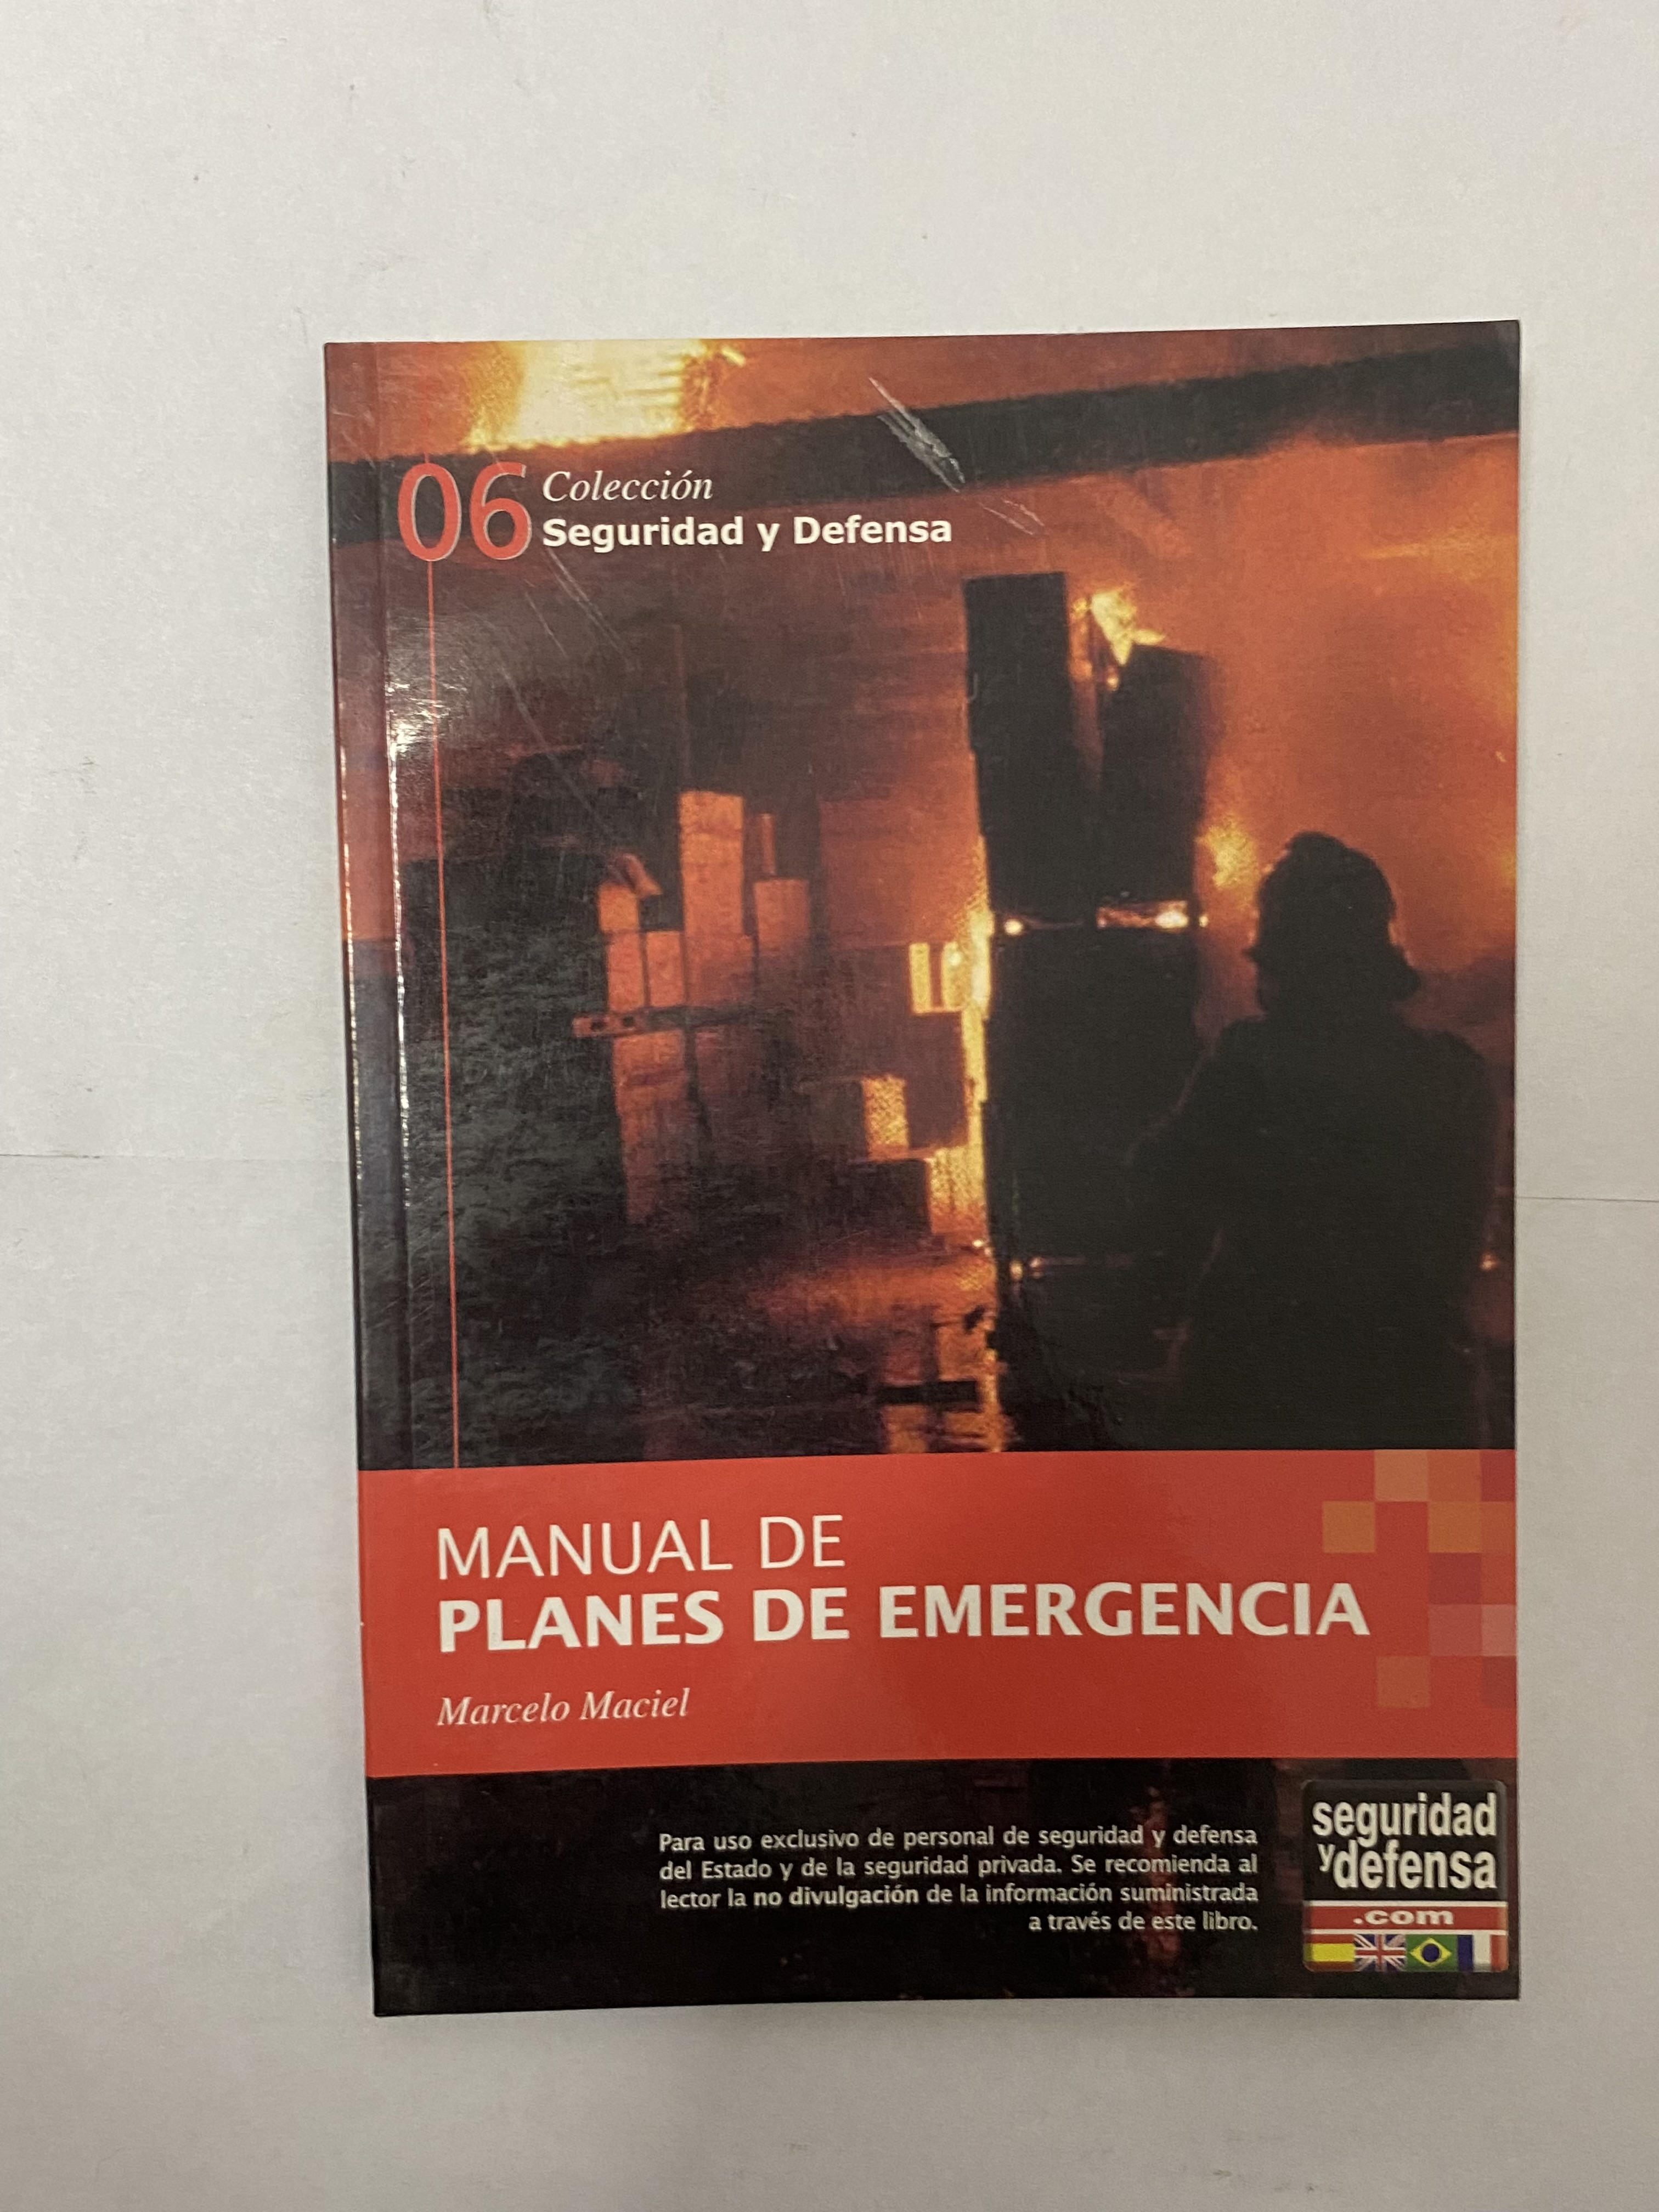 06
Colección
Seguridad y Defensa
MANUAL DE
PLANES DE EMERGENCIA
Marcelo Maciel
Para uso exclusivo de personal de seguridad y defensa
del Estado y de la seguridad privada. Se recomienda al
lector la no divulgación de la información suministrada
a través de este libro.
seguridad
y defensa
.com